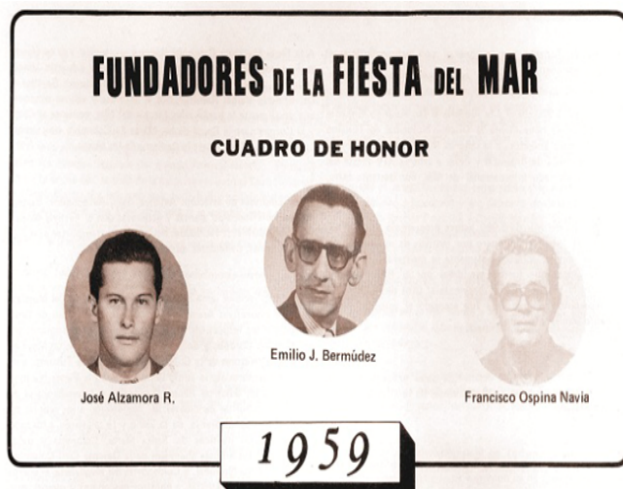 FUNDADORES DE LA FIESTA DEL MAR
CUADRO DE HONOR
Emilio J. Bermúdez
José Alzamora R.
Francisco Ospina Navia
1959